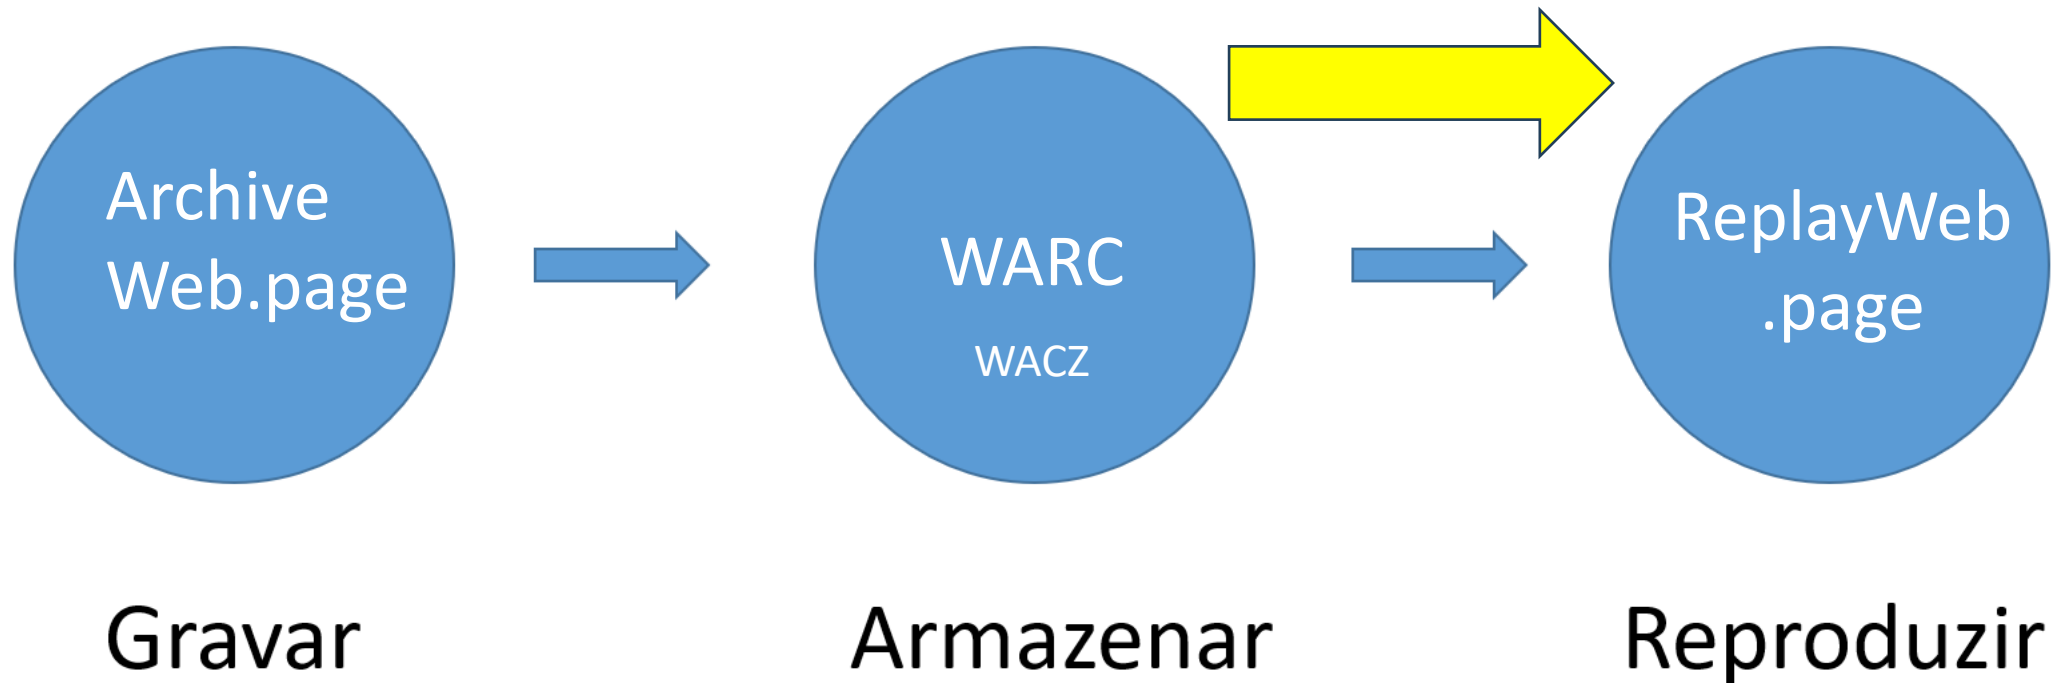 Archive
Web.page
WARC
WACZ
ReplayWeb
.page
Gravar
Armazenar
Reproduzir